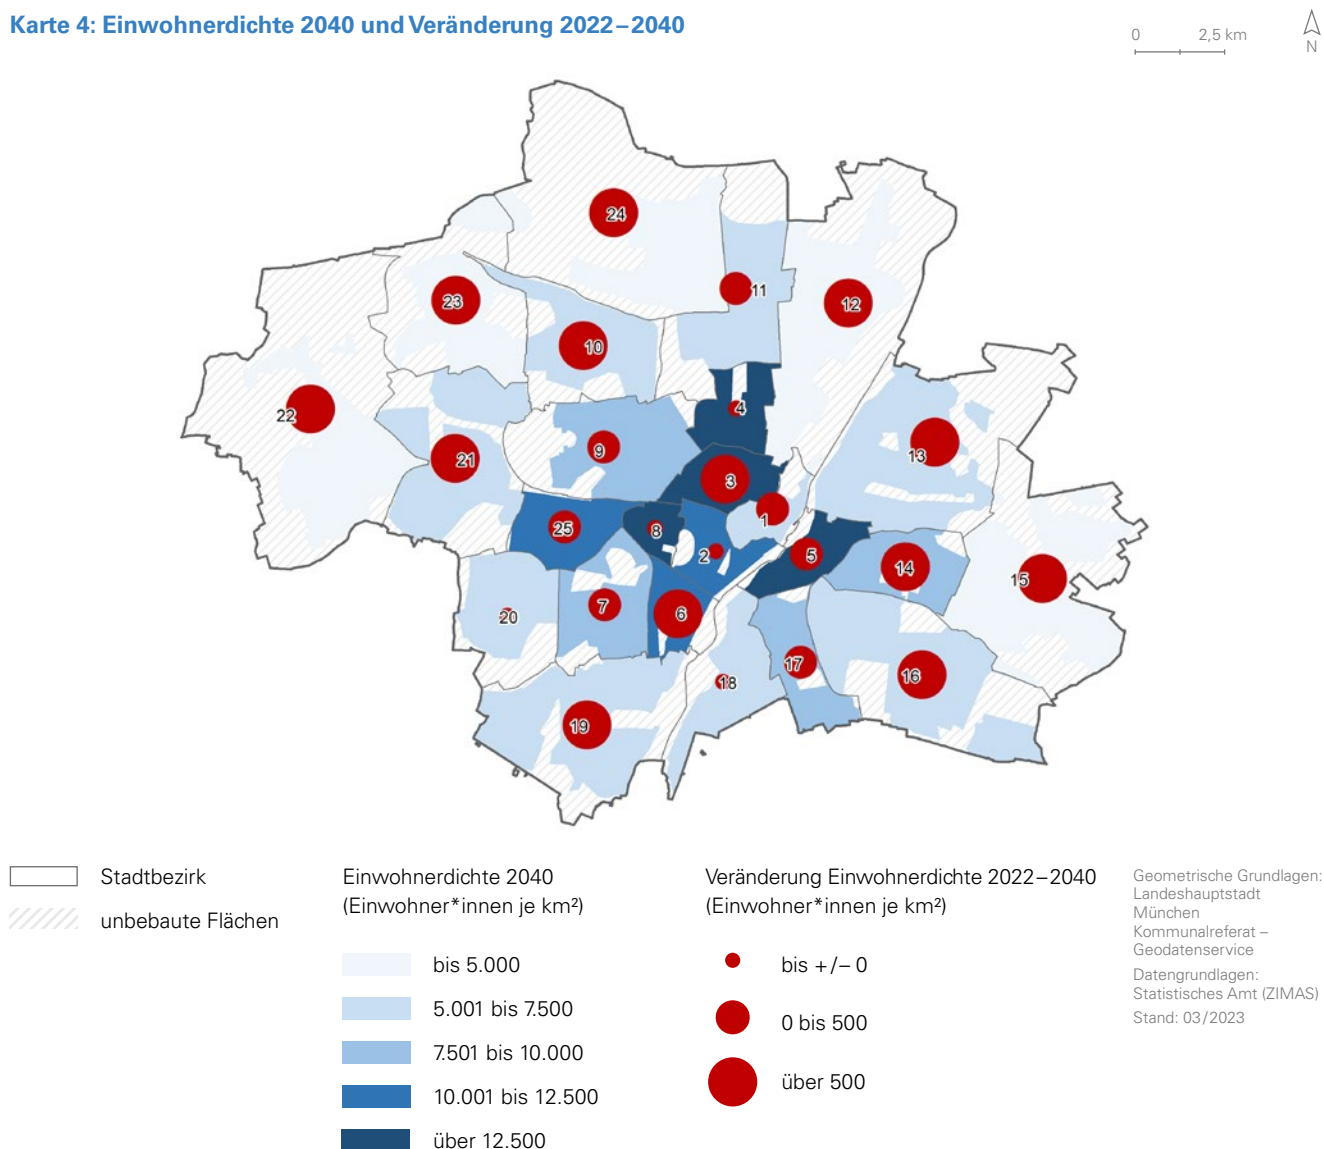 Karte 4: Einwohnerdichte 2040 und Veränderung 2022–2040
0 2,5 km
N
24
23
11
12
10
22
4
9
21
13
3
1
25
8
2
5
14
15
20
7
6
17
16
18
19
Stadtbezirk
unbebaute Flächen
Einwohnerdichte 2040
(Einwohner*innen je km²)
bis 5.000
5.001 bis 7.500
7.501 bis 10.000
10.001 bis 12.500
über 12.500
Veränderung Einwohnerdichte 2022–2040
(Einwohner*innen je km²)
bis +/– 0
0 bis 500
über 500
Geometrische Grundlagen:
Landeshauptstadt
München
Kommunalreferat –
Geodatenservice
Datengrundlagen:
Statistisches Amt (ZIMAS)
Stand: 03/2023